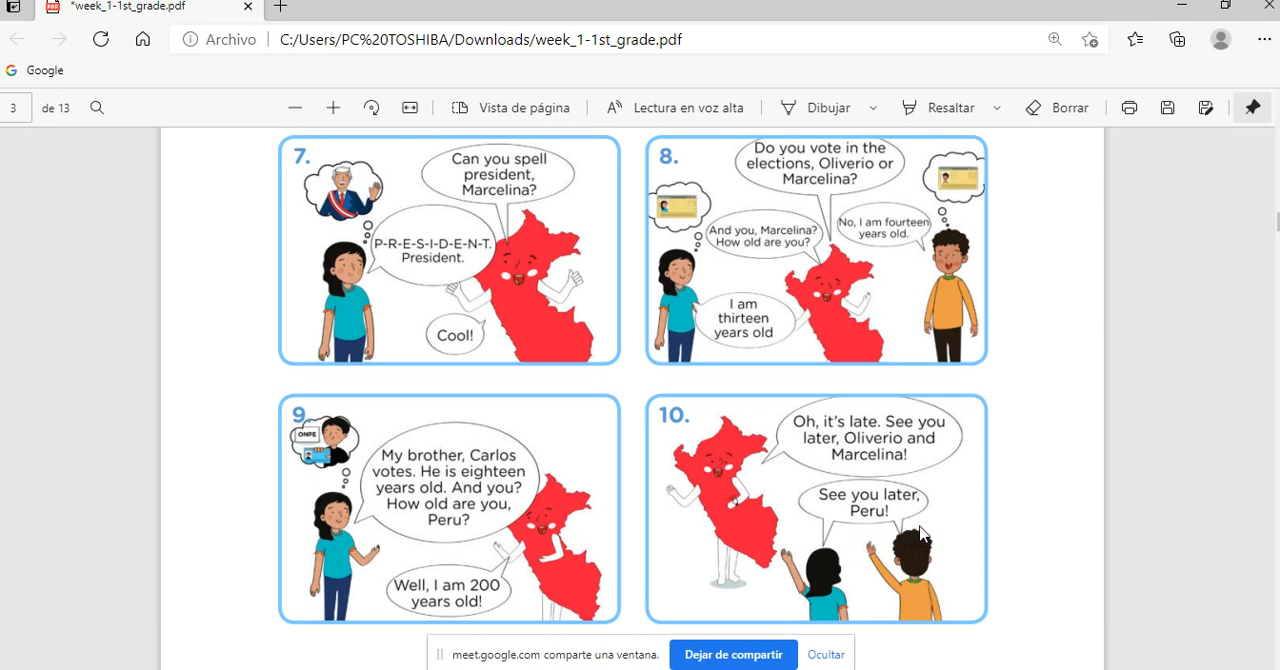 *week_1-1st_grade.pdf
Archivo
C:/Users/PC%20TOSHIBA/Downloads/week_1-1st_grade.pdf
Google
3 de 13
Vista de página
Lectura en voz alta
Dibujar
Resaltar
Borrar
7.
Can you spell
president,
Marcelina?
P-R-E-S-I-D-E-N-T.
President.
Cool!
8.
Do you vote in the
elections, Oliverio or
Marcelina?
No, I am fourteen
years old.
And you, Marcelina?
How old are you?
I am
thirteen
years old
9.
ONPE
My brother, Carlos
votes. He is eighteen
years old. And you?
How old are you,
Peru?
Well, I am 200
years old!
10.
Oh, it's late. See you
later, Oliverio and
Marcelina!
See you later,
Peru!
meet.google.com comparte una ventana.
Dejar de compartir
Ocultar